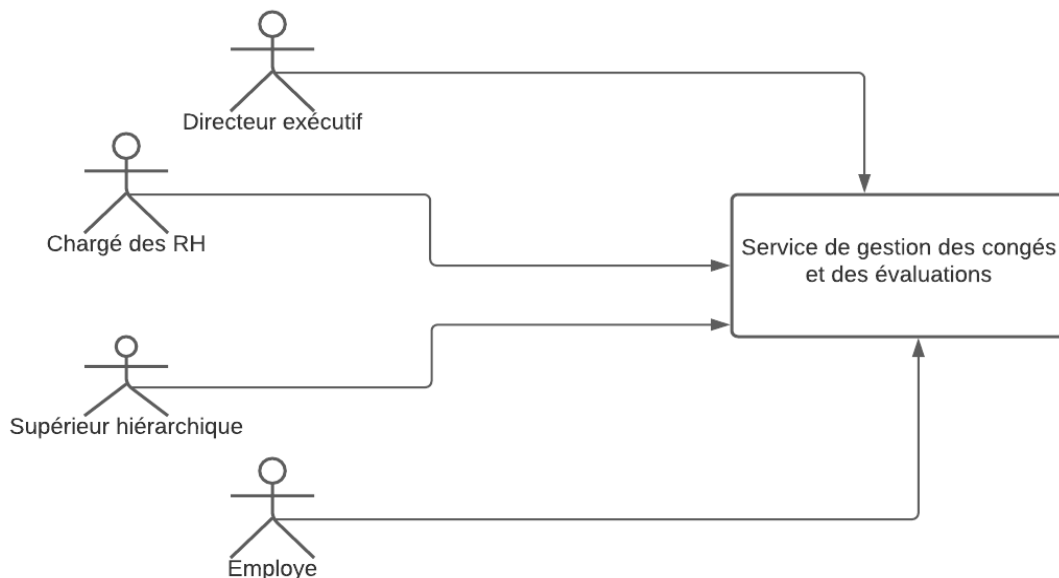 Directeur exécutif
Chargé des RH
Service de gestion des congés
et des évaluations
Supérieur hiérarchique
Employe